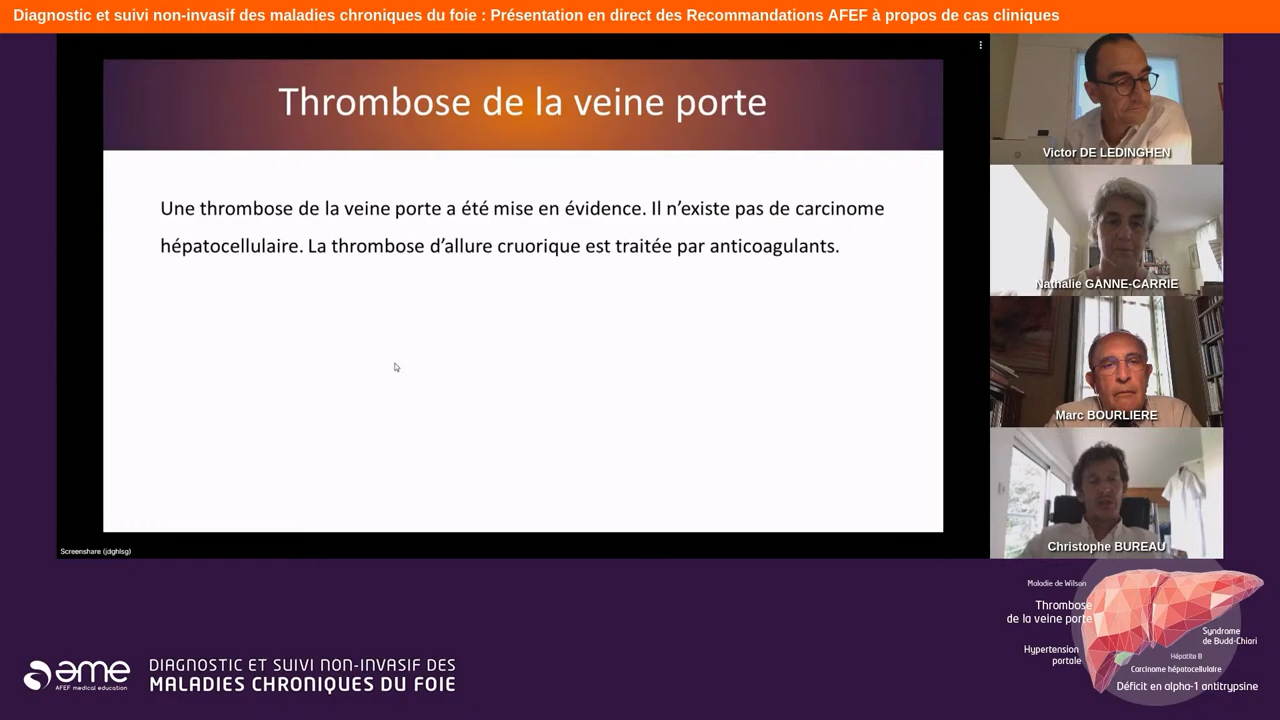 Diagnostic et suivi non-invasif des maladies chroniques du foie : Présentation en direct des Recommandations AFEF à propos de cas cliniques
Thrombose de la veine porte
Une thrombose de la veine porte a été mise en évidence. Il n’existe pas de carcinome
hépatocellulaire. La thrombose d’allure cruorique est traitée par anticoagulants.
Screenshare (jdghlsg)
Victor DE LEDINGHEN
Nathalie GANNE-CARRIE
Marc BOURLIERE
Christophe BUREAU
ame
AFEF medical education
DIAGNOSTIC ET SUIVI NON-INVASIF DES
MALADIES CHRONIQUES DU FOIE
Maladie de Wilson
Thrombose
de la veine porte
Hypertension
portale
Syndrome
de Budd-Chiori
Hépatite B
Carcinome hépatocellulaire
Déficit en alpha-1 antitrypsine